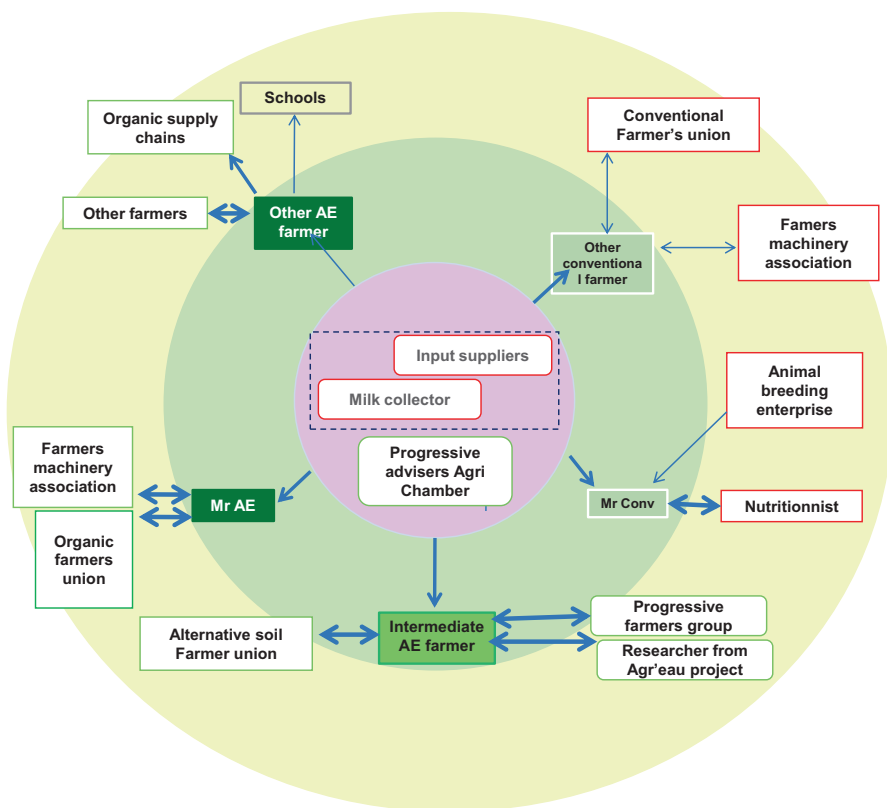 Schools
Organic supply
chains
Conventional
Farmer's union
Other farmers
Other AE
farmer
Other
conventiona
l farmer
Famers
machinery
association
Input suppliers
Milk collector
Animal
breeding
enterprise
Progressive
advisers Agri
Chamber
Farmers
machinery
association
Mr AE
Mr Conv
Nutritionnist
Organic
farmers
union
Alternative soil
Farmer union
Intermediate
AE farmer
Progressive
farmers group
Researcher from
Agr'eau project